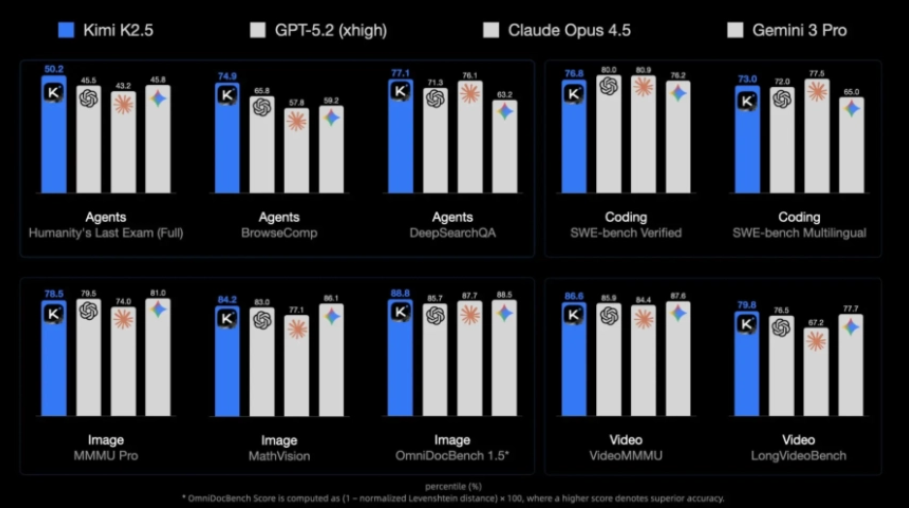 Kimi K2.5 GPT-5.2 (xhigh) Claude Opus 4.5 Gemini 3 Pro
50.2 45.5 43.2 45.8
Agents
Humanity's Last Exam (Full)
74.9 65.8 57.8 59.2
Agents
BrowseComp
77.1 71.3 76.1 63.2
Agents
DeepSearchQA
76.8 80.0 80.9 76.2
Coding
SWE-bench Verified
73.0 72.0 77.5 65.0
Coding
SWE-bench Multilingual
78.5 79.5 74.0 81.0
Image
MMMU Pro
84.2 83.0 77.1 86.1
Image
MathVision
88.8 85.7 87.7 88.5
Image
OmniDocBench 1.5*
86.6 85.9 84.4 87.6
Video
VideoMMMU
79.8 76.5 67.2 77.7
Video
LongVideoBench
percentile (%)
* OmniDocBench Score is computed as (1 − normalized Levenshtein distance) × 100, where a higher score denotes superior accuracy.